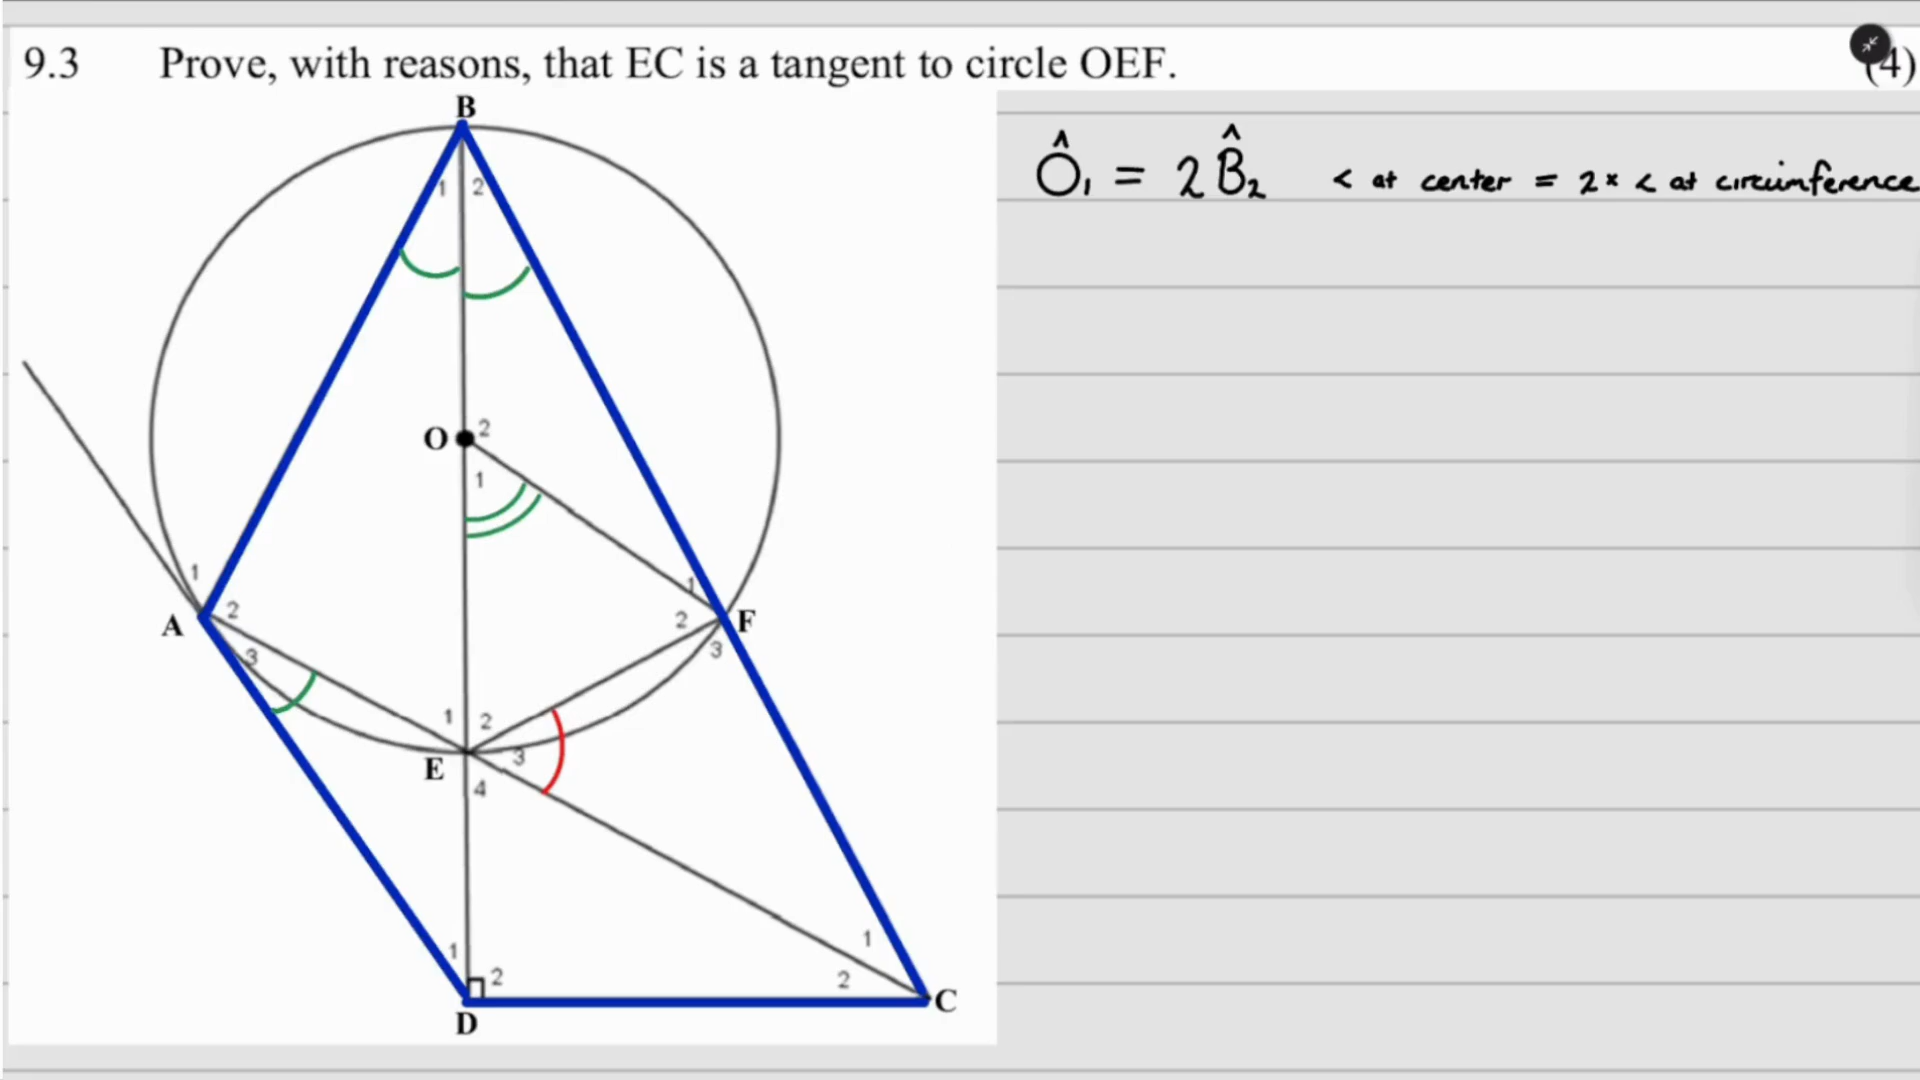 9.3 Prove, with reasons, that EC is a tangent to circle OEF. (4)
B
Ô₁ = 2B̂₂ < at center = 2 × < at circumference
1 2
O 2
1
1
1
A 2
2 F
3
3
1 2
E 3
4
1
1
2 2
C
D